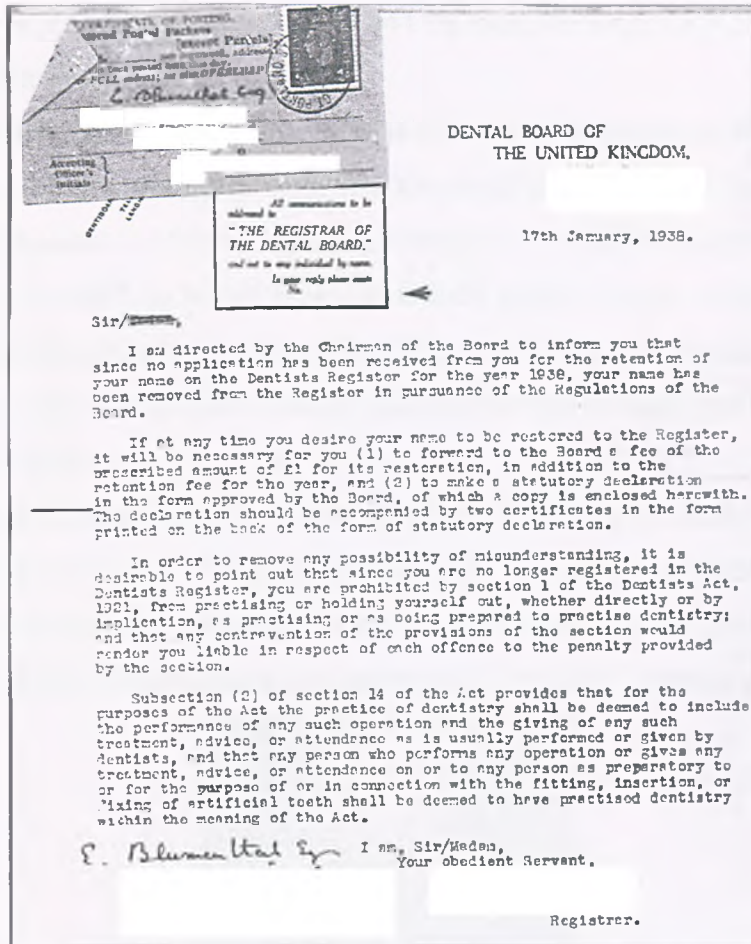 CERTIFICATE OF POSTING.
Postal Packets
[except Parcels]
E. Blumenthal Esq
Accepting
Officer's
Initials
DENTAL BOARD OF
THE UNITED KINGDOM.
All communications to be
addressed to
"THE REGISTRAR OF
THE DENTAL BOARD."
and not to any individual by name.
In your reply please quote
No.
17th January, 1938.
Sir/
I am directed by the Chairman of the Board to inform you that
since no application has been received from you for the retention of
your name on the Dentists Register for the year 1938, your name has
been removed from the Register in pursuance of the Regulations of the
Board.
If at any time you desire your name to be restored to the Register,
it will be necessary for you (1) to forward to the Board a fee of the
prescribed amount of £1 for its restoration, in addition to the
retention fee for the year, and (2) to make a statutory declaration
in the form approved by the Board, of which a copy is enclosed herewith.
The declaration should be accompanied by two certificates in the form
printed on the back of the form of statutory declaration.
In order to remove any possibility of misunderstanding, it is
desirable to point out that since you are no longer registered in the
Dentists Register, you are prohibited by section 1 of the Dentists Act,
1921, from practising or holding yourself out, whether directly or by
implication, as practising or as being prepared to practise dentistry;
and that any contravention of the provisions of the section would
render you liable in respect of each offence to the penalty provided
by the section.
Subsection (2) of section 14 of the Act provides that for the
purposes of the Act the practice of dentistry shall be deemed to include
the performance of any such operation and the giving of any such
treatment, advice, or attendance as is usually performed or given by
dentists, and that any person who performs any operation or gives any
treatment, advice, or attendance on or to any person as preparatory to
or for the purpose of or in connection with the fitting, insertion, or
fixing of artificial teeth shall be deemed to have practised dentistry
within the meaning of the Act.
E. Blumenthal Esq
I am, Sir/Madam,
Your obedient Servant,
Registrar.